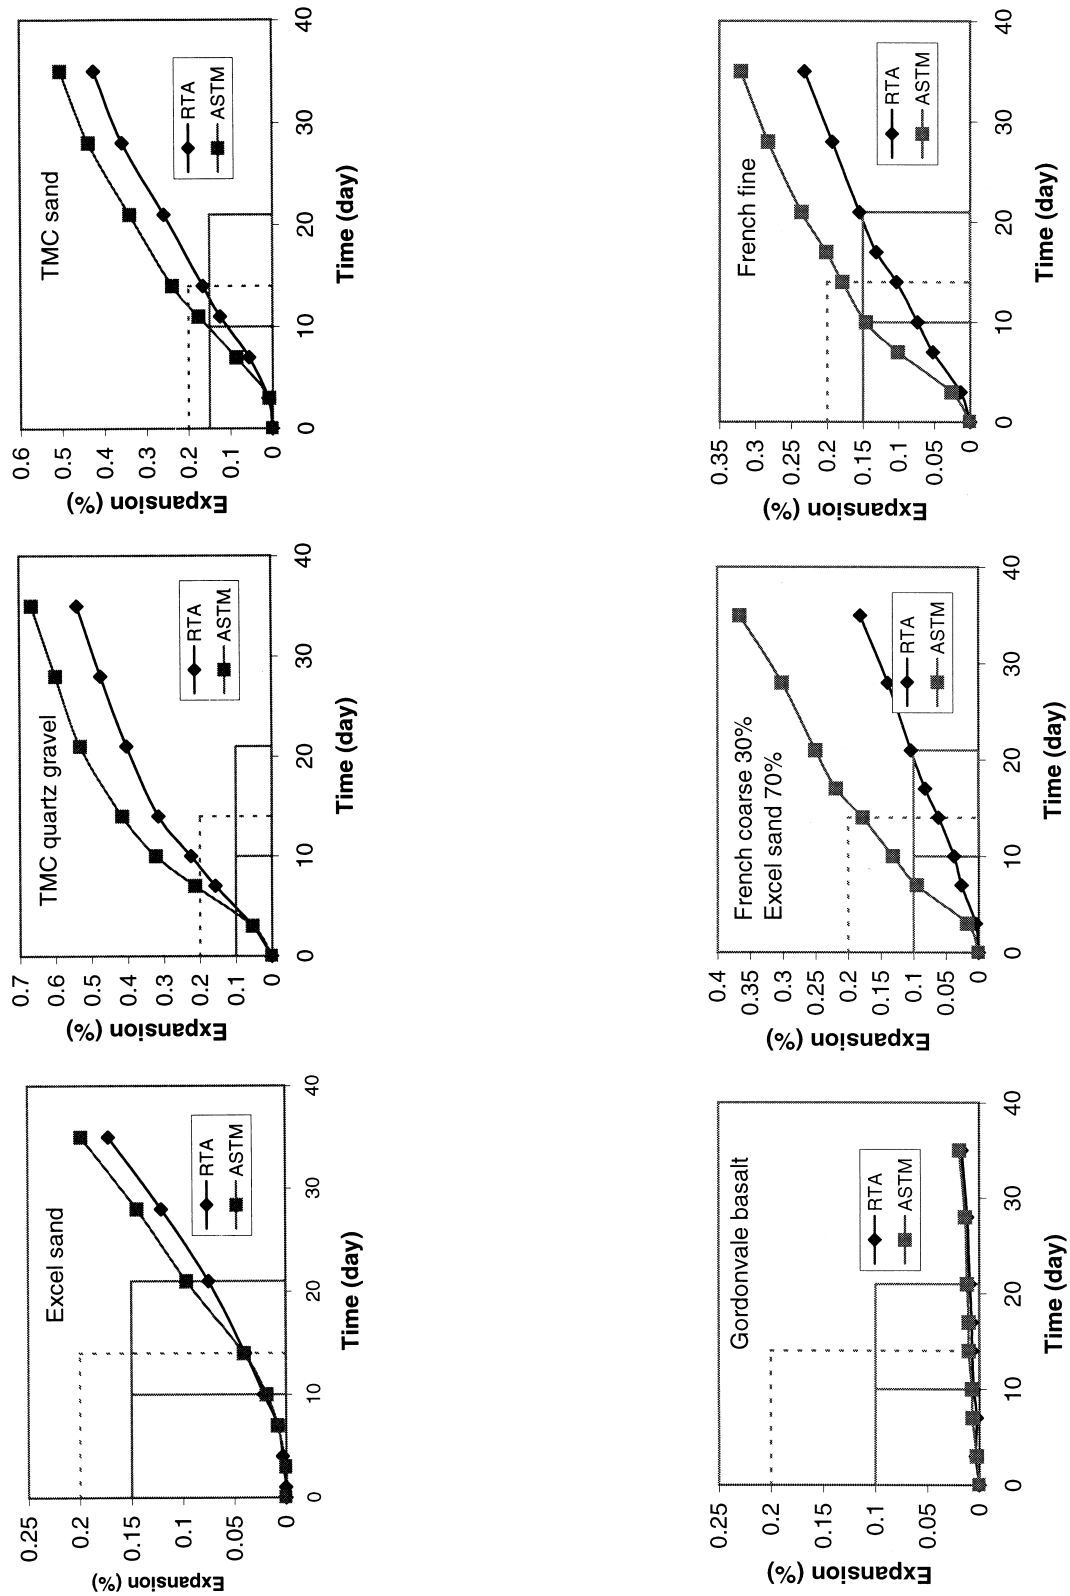 Excel sand
Expansion (%)
0.25
0.2
0.15
0.1
0.05
0
0
10
20
30
40
Time (day)
RTA
ASTM
TMC quartz gravel
Expansion (%)
0.7
0.6
0.5
0.4
0.3
0.2
0.1
0
0
10
20
30
40
Time (day)
RTA
ASTM
TMC sand
Expansion (%)
0.6
0.5
0.4
0.3
0.2
0.1
0
0
10
20
30
40
Time (day)
RTA
ASTM
Gordonvale basalt
Expansion (%)
0.25
0.2
0.15
0.1
0.05
0
0
10
20
30
40
Time (day)
RTA
ASTM
French coarse 30%
Excel sand 70%
Expansion (%)
0.4
0.35
0.3
0.25
0.2
0.15
0.1
0.05
0
0
10
20
30
40
Time (day)
RTA
ASTM
French fine
Expansion (%)
0.35
0.3
0.25
0.2
0.15
0.1
0.05
0
0
10
20
30
40
Time (day)
RTA
ASTM